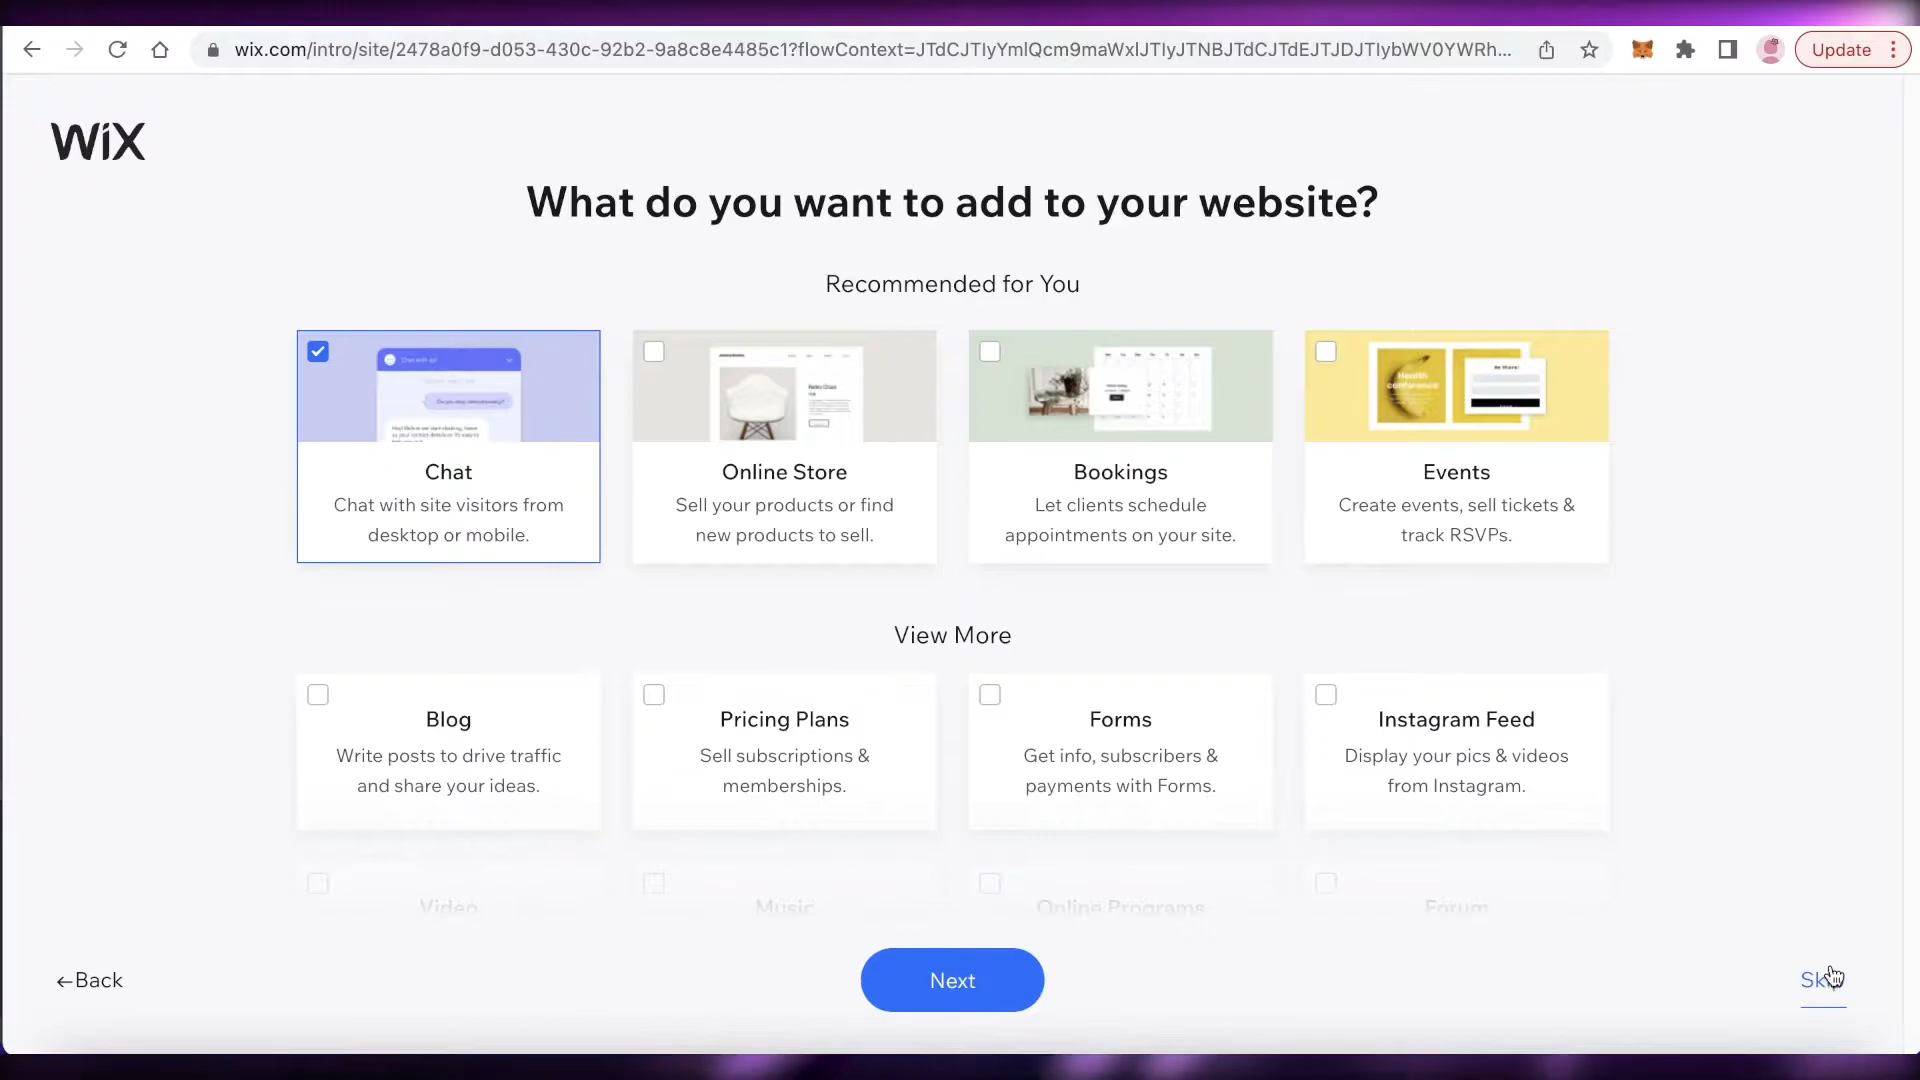 wix.com/intro/site/2478a0f9-d053-430c-92b2-9a8c8e4485c1?flowContext=JTdCJTIyYmlQcm9maWxlJTIyJTNBJTdCJTdEJTJDJTIybWV0YWRh...
Update
WiX
What do you want to add to your website?
Recommended for You
Chat with us!
Health
conference
Chat
Chat with site visitors from
desktop or mobile.
Online Store
Sell your products or find
new products to sell.
Bookings
Let clients schedule
appointments on your site.
Events
Create events, sell tickets &
track RSVPs.
View More
Blog
Write posts to drive traffic
and share your ideas.
Pricing Plans
Sell subscriptions &
memberships.
Forms
Get info, subscribers &
payments with Forms.
Instagram Feed
Display your pics & videos
from Instagram.
Video
Music
Online Programs
Forum
←Back
Next